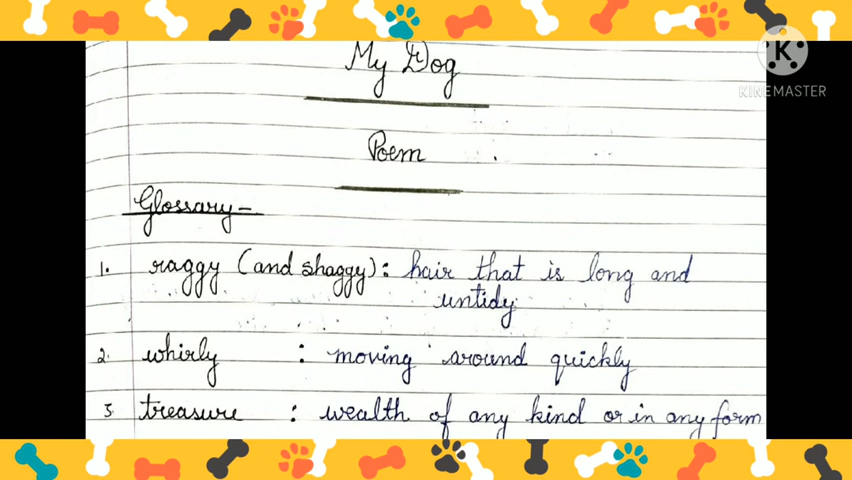 My Dog
Poem
Glossary-
1. raggy (and shaggy): hair that is long and
untidy
2. whirly : moving around quickly
3. treasure : wealth of any kind or in any form
K
KINEMASTER